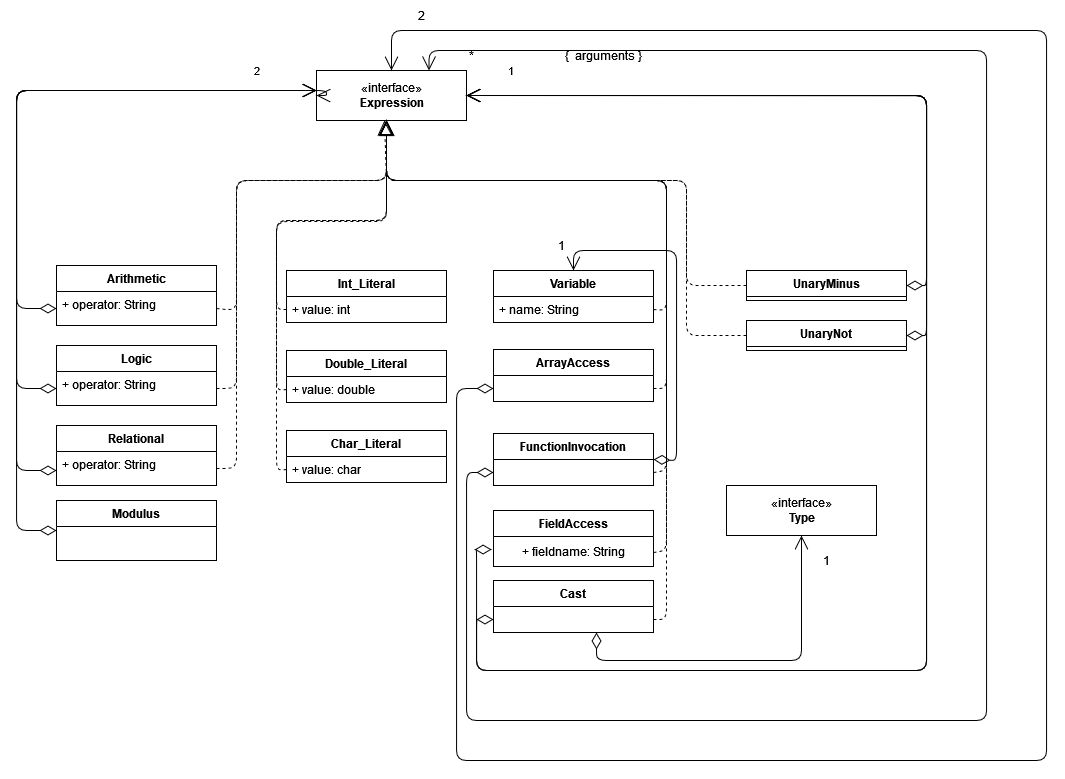 2
*
{ arguments }
2
1
«interface»
Expression
Arithmetic
+ operator: String
Logic
+ operator: String
Relational
+ operator: String
Modulus
Int_Literal
+ value: int
Double_Literal
+ value: double
Char_Literal
+ value: char
1
Variable
+ name: String
ArrayAccess
FunctionInvocation
FieldAccess
+ fieldname: String
Cast
UnaryMinus
UnaryNot
«interface»
Type
1